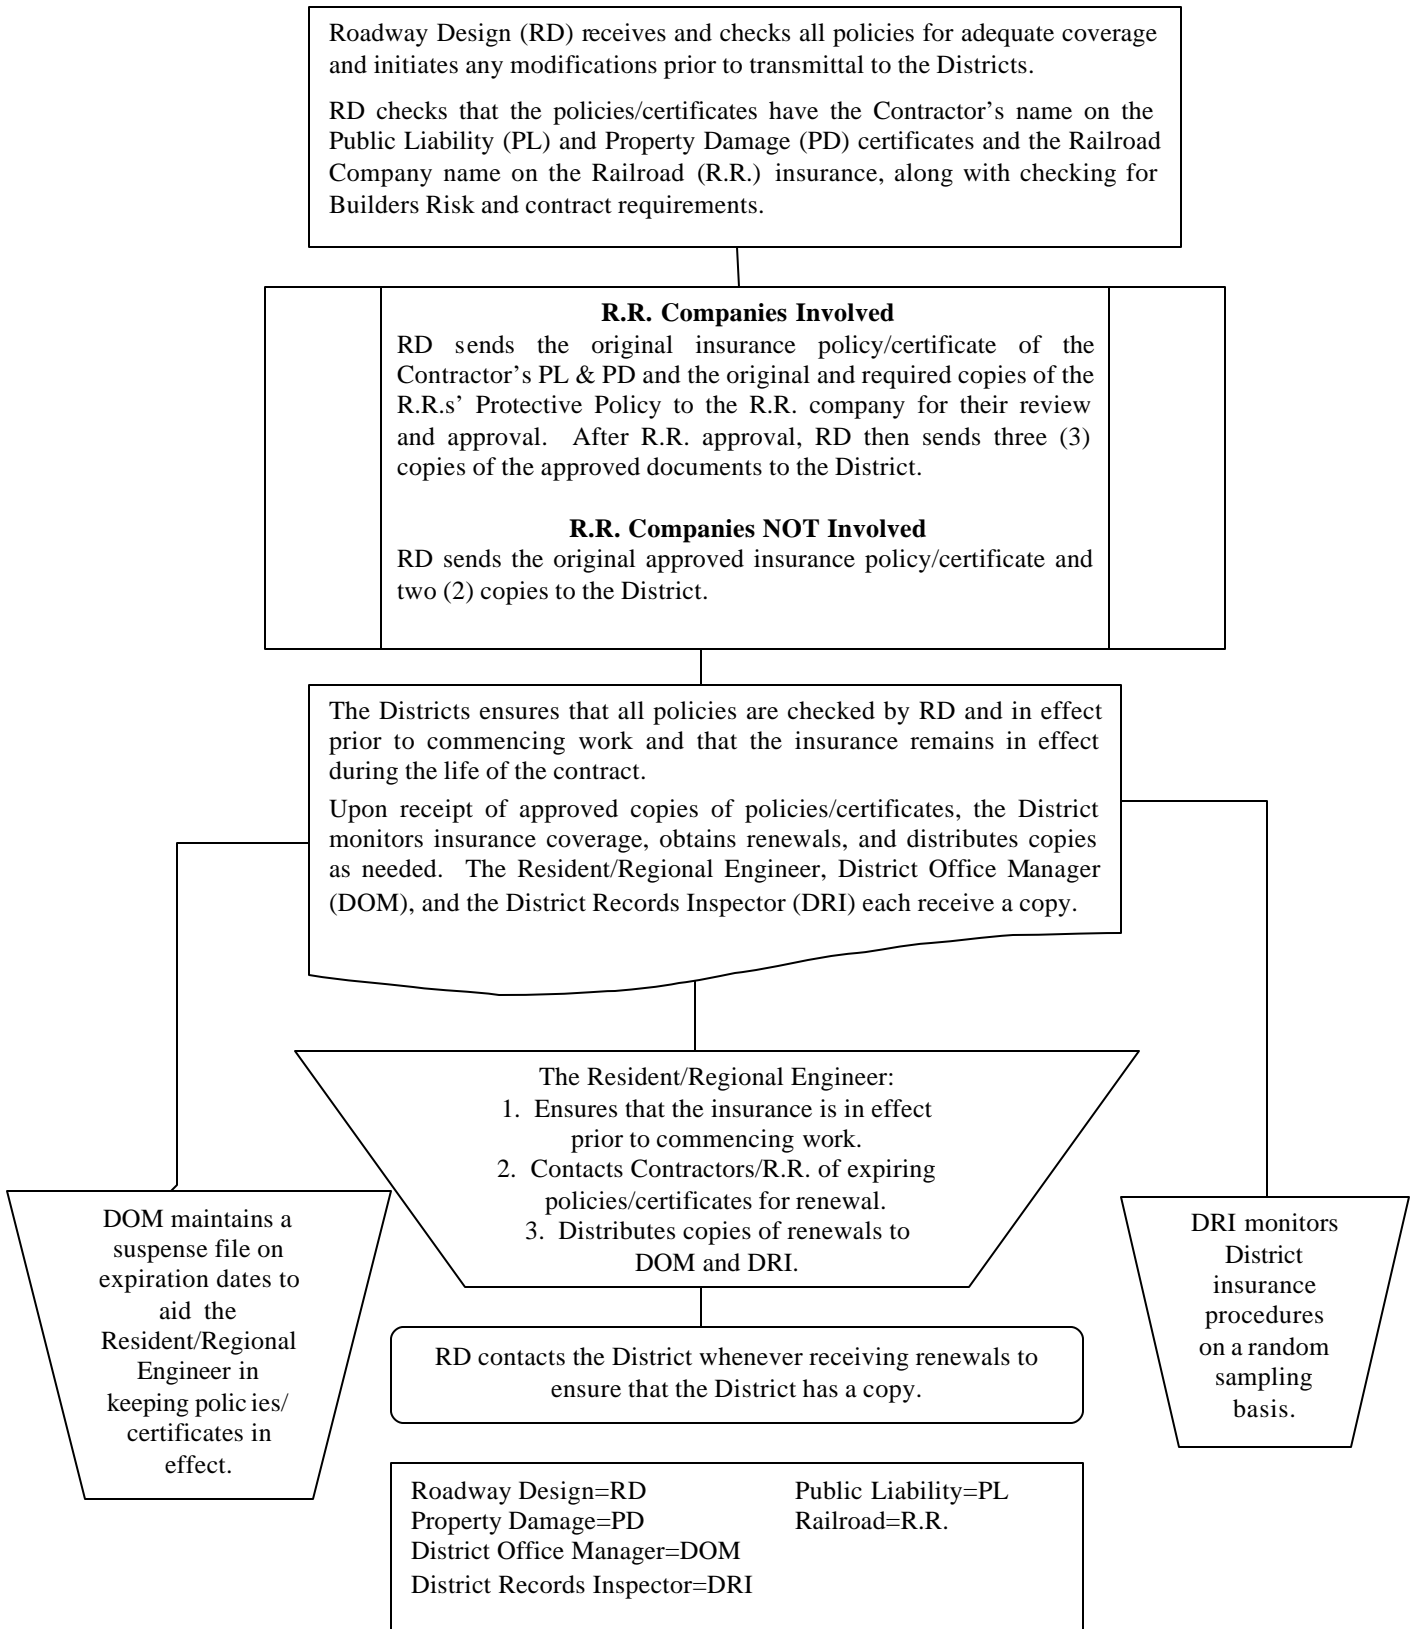 Roadway Design (RD) receives and checks all policies for adequate coverage
and initiates any modifications prior to transmittal to the Districts.
RD checks that the policies/certificates have the Contractor’s name on the
Public Liability (PL) and Property Damage (PD) certificates and the Railroad
Company name on the Railroad (R.R.) insurance, along with checking for
Builders Risk and contract requirements.
R.R. Companies Involved
RD sends the original insurance policy/certificate of the
Contractor’s PL & PD and the original and required copies of the
R.R.s’ Protective Policy to the R.R. company for their review
and approval. After R.R. approval, RD then sends three (3)
copies of the approved documents to the District.
R.R. Companies NOT Involved
RD sends the original approved insurance policy/certificate and
two (2) copies to the District.
The Districts ensures that all policies are checked by RD and in effect
prior to commencing work and that the insurance remains in effect
during the life of the contract.
Upon receipt of approved copies of policies/certificates, the District
monitors insurance coverage, obtains renewals, and distributes copies
as needed. The Resident/Regional Engineer, District Office Manager
(DOM), and the District Records Inspector (DRI) each receive a copy.
The Resident/Regional Engineer:
1. Ensures that the insurance is in effect
prior to commencing work.
2. Contacts Contractors/R.R. of expiring
policies/certificates for renewal.
3. Distributes copies of renewals to
DOM and DRI.
DOM maintains a
suspense file on
expiration dates to
aid the
Resident/Regional
Engineer in
keeping policies/
certificates in
effect.
DRI monitors
District
insurance
procedures
on a random
sampling
basis.
RD contacts the District whenever receiving renewals to
ensure that the District has a copy.
Roadway Design=RD Public Liability=PL
Property Damage=PD Railroad=R.R.
District Office Manager=DOM
District Records Inspector=DRI